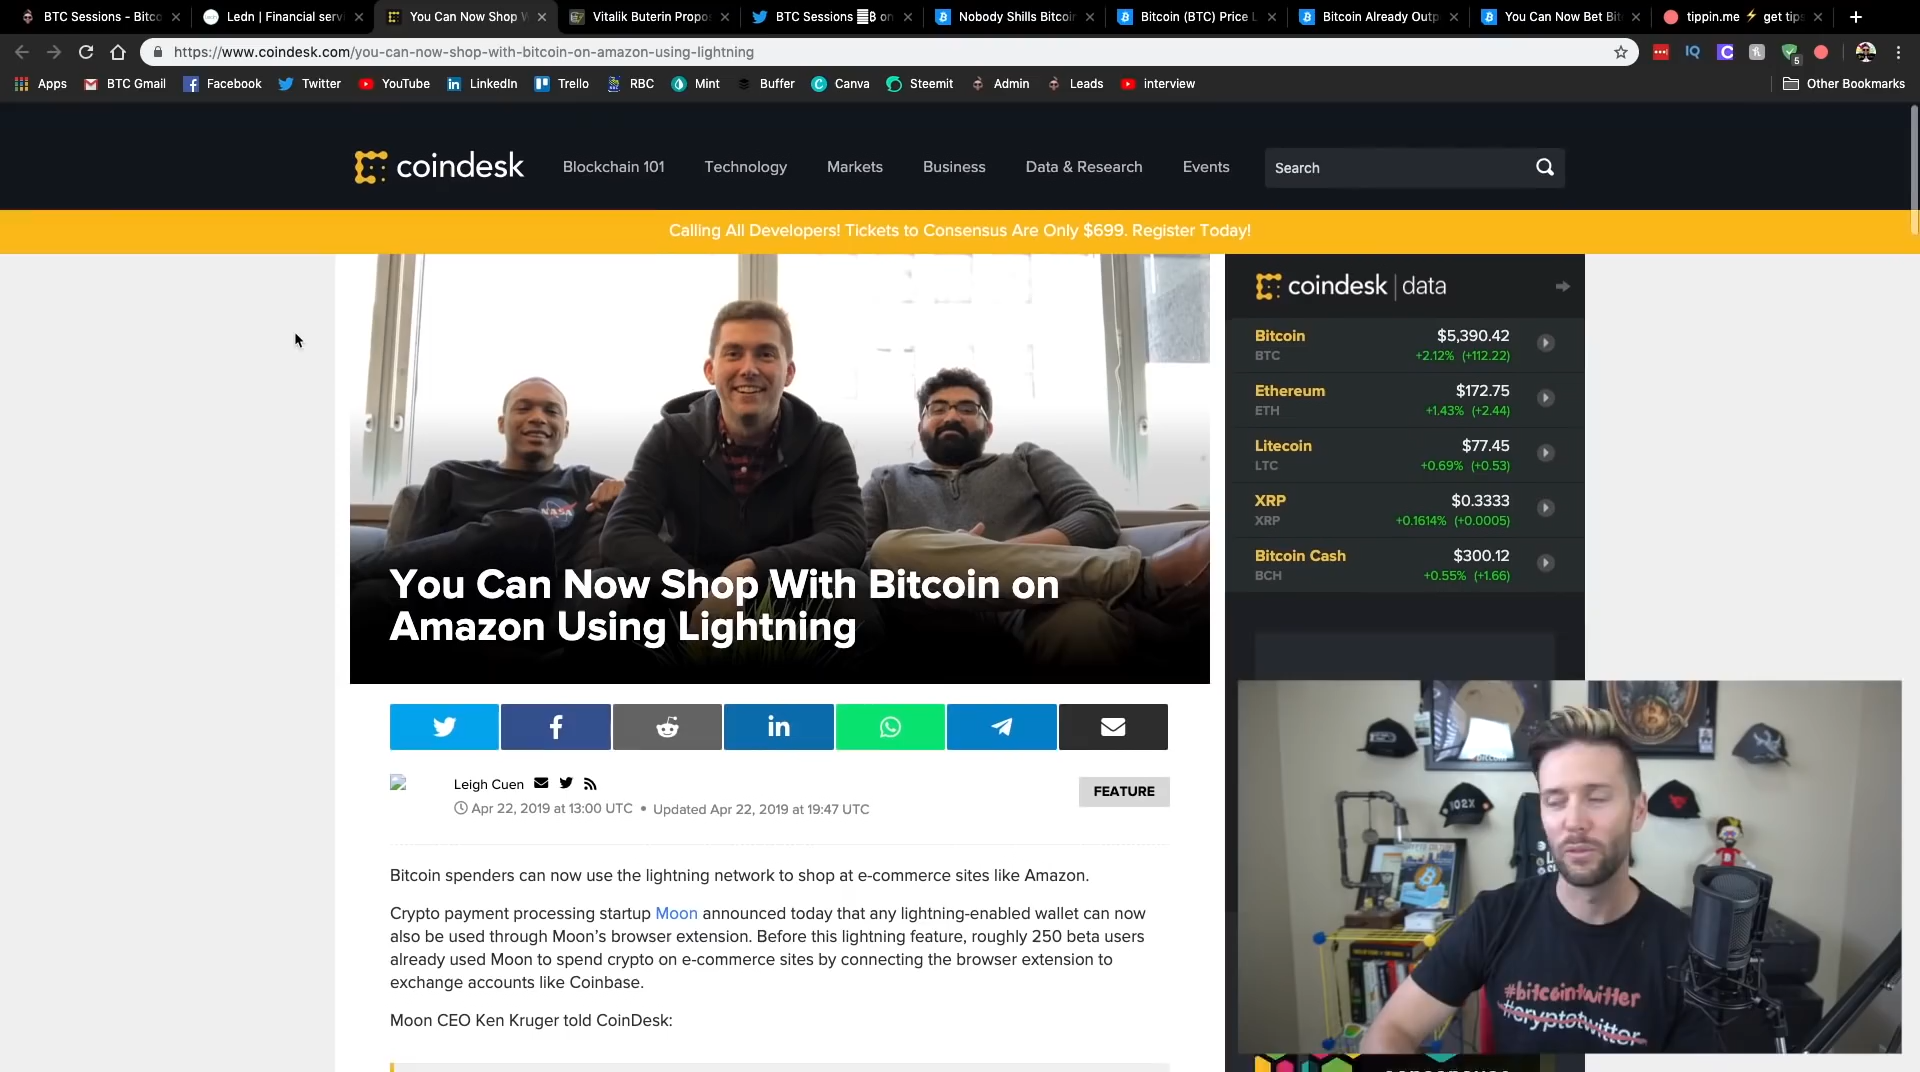 BTC Sessions - Bitco
Ledn | Financial servi
You Can Now Shop W
Vitalik Buterin Propo
BTC Sessions
on
Nobody Shills Bitcoin
Bitcoin (BTC) Price
Bitcoin Already Outp
You Can Now Bet Bit
tippin.me ⚡ get tips
https://www.coindesk.com/you-can-now-shop-with-bitcoin-on-amazon-using-lightning
Apps
BTC Gmail
Facebook
Twitter
YouTube
LinkedIn
Trello
RBC
Mint
Buffer
Canva
Steemit
Admin
Leads
interview
Other Bookmarks
coindesk
Blockchain 101
Technology
Markets
Business
Data & Research
Events
Search
Calling All Developers! Tickets to Consensus Are Only $699. Register Today!
NASA
You Can Now Shop With Bitcoin on
Amazon Using Lightning
coindesk | data
Bitcoin $5,390.42
BTC +2.12% (+112.22)
Ethereum $172.75
ETH +1.43% (+2.44)
Litecoin $77.45
LTC +0.69% (+0.53)
XRP $0.3333
XRP +0.1614% (+0.0005)
Bitcoin Cash $300.12
BCH +0.55% (+1.66)
Leigh Cuen
Apr 22, 2019 at 13:00 UTC • Updated Apr 22, 2019 at 19:47 UTC
FEATURE
Bitcoin spenders can now use the lightning network to shop at e-commerce sites like Amazon.
Crypto payment processing startup Moon announced today that any lightning-enabled wallet can now
also be used through Moon's browser extension. Before this lightning feature, roughly 250 beta users
already used Moon to spend crypto on e-commerce sites by connecting the browser extension to
exchange accounts like Coinbase.
Moon CEO Ken Kruger told CoinDesk:
#bitcointwitter
#cryptotwitter